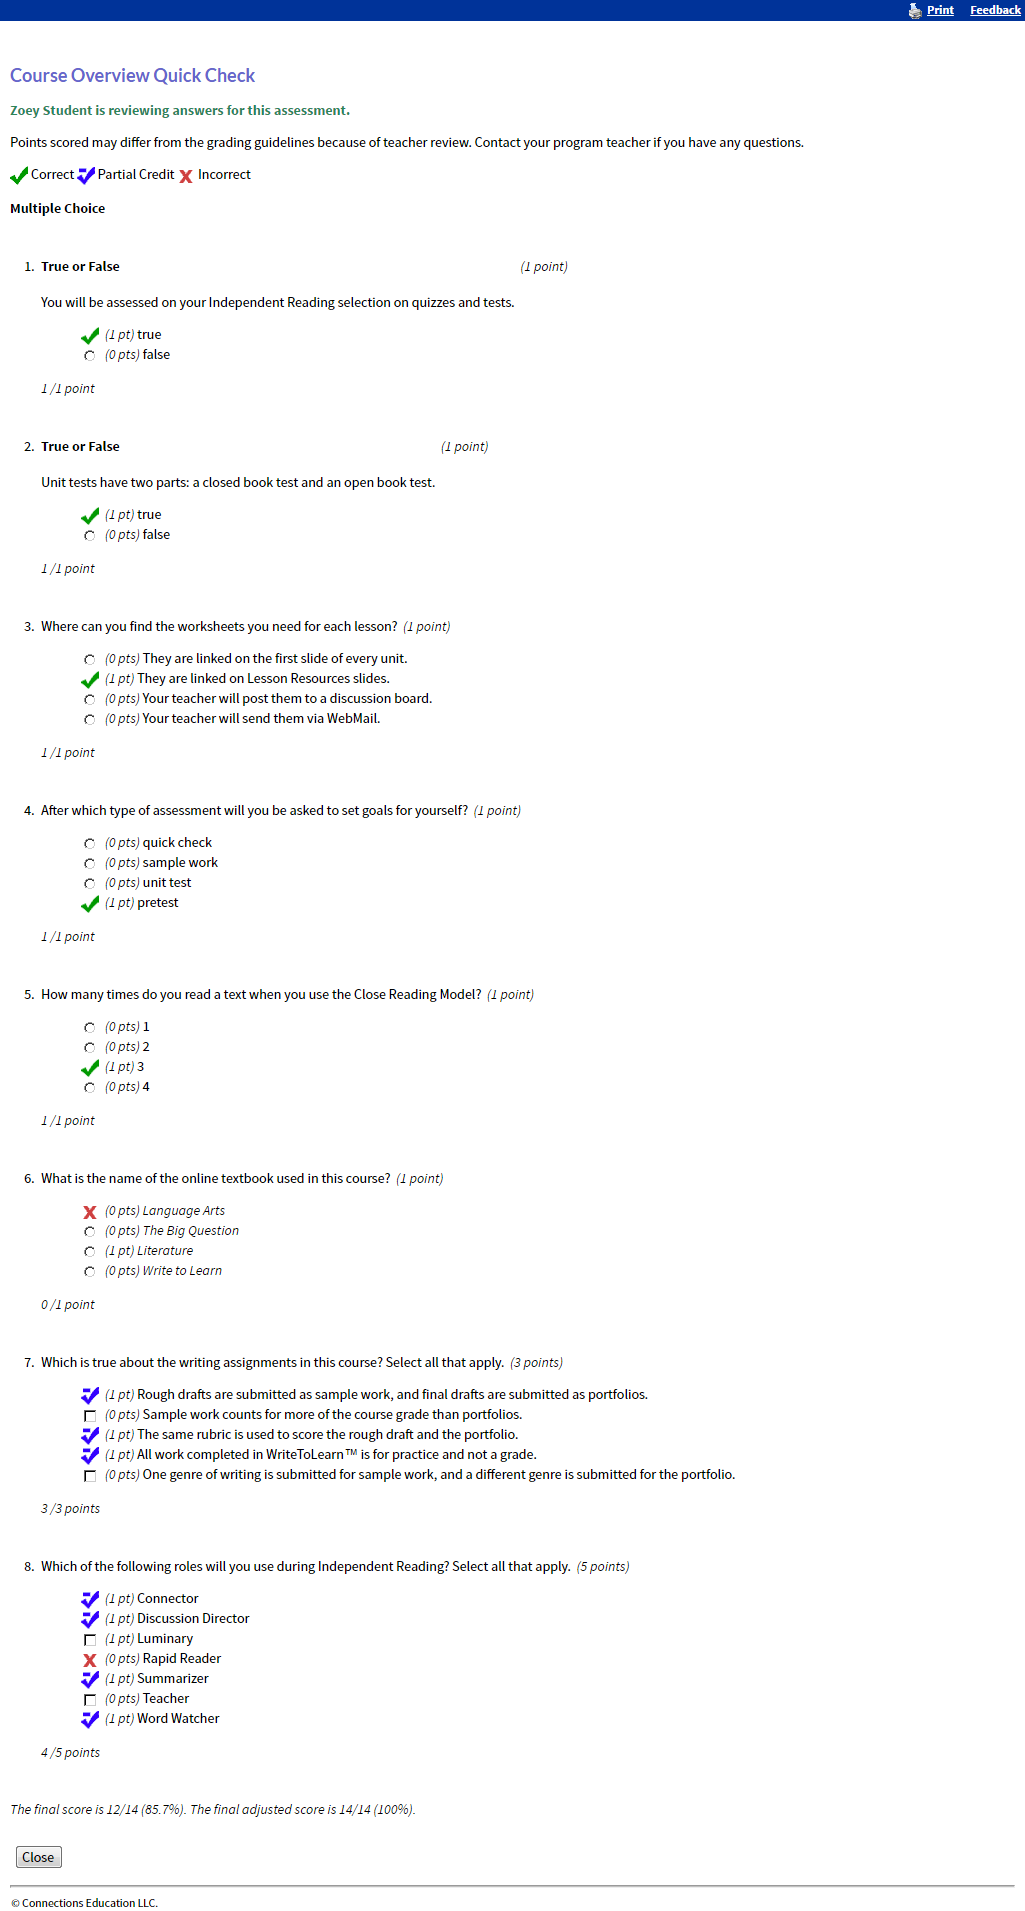 Print Feedback
Course Overview Quick Check
Zoey Student is reviewing answers for this assessment.
Points scored may differ from the grading guidelines because of teacher review. Contact your program teacher if you have any questions.
Correct Partial Credit Incorrect
Multiple Choice
1. True or False (1 point)
You will be assessed on your Independent Reading selection on quizzes and tests.
(1 pt) true
(0 pts) false
1 /1 point
2. True or False (1 point)
Unit tests have two parts: a closed book test and an open book test.
(1 pt) true
(0 pts) false
1 /1 point
3. Where can you find the worksheets you need for each lesson? (1 point)
(0 pts) They are linked on the first slide of every unit.
(1 pt) They are linked on Lesson Resources slides.
(0 pts) Your teacher will post them to a discussion board.
(0 pts) Your teacher will send them via WebMail.
1 /1 point
4. After which type of assessment will you be asked to set goals for yourself? (1 point)
(0 pts) quick check
(0 pts) sample work
(0 pts) unit test
(1 pt) pretest
1 /1 point
5. How many times do you read a text when you use the Close Reading Model? (1 point)
(0 pts) 1
(0 pts) 2
(1 pt) 3
(0 pts) 4
1 /1 point
6. What is the name of the online textbook used in this course? (1 point)
(0 pts) Language Arts
(0 pts) The Big Question
(1 pt) Literature
(0 pts) Write to Learn
0 /1 point
7. Which is true about the writing assignments in this course? Select all that apply. (3 points)
(1 pt) Rough drafts are submitted as sample work, and final drafts are submitted as portfolios.
(0 pts) Sample work counts for more of the course grade than portfolios.
(1 pt) The same rubric is used to score the rough draft and the portfolio.
(1 pt) All work completed in WriteToLearn™ is for practice and not a grade.
(0 pts) One genre of writing is submitted for sample work, and a different genre is submitted for the portfolio.
3 /3 points
8. Which of the following roles will you use during Independent Reading? Select all that apply. (5 points)
(1 pt) Connector
(1 pt) Discussion Director
(1 pt) Luminary
(0 pts) Rapid Reader
(1 pt) Summarizer
(0 pts) Teacher
(1 pt) Word Watcher
4 /5 points
The final score is 12/14 (85.7%). The final adjusted score is 14/14 (100%).
Close
© Connections Education LLC.